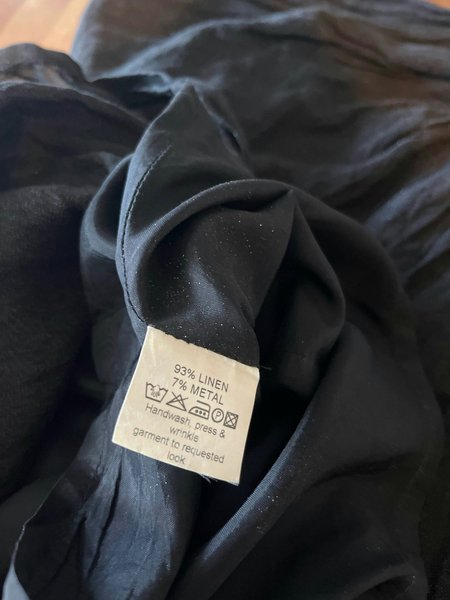 93% LINEN
7% METAL
Handwash, press &
wrinkle
garment to requested
look